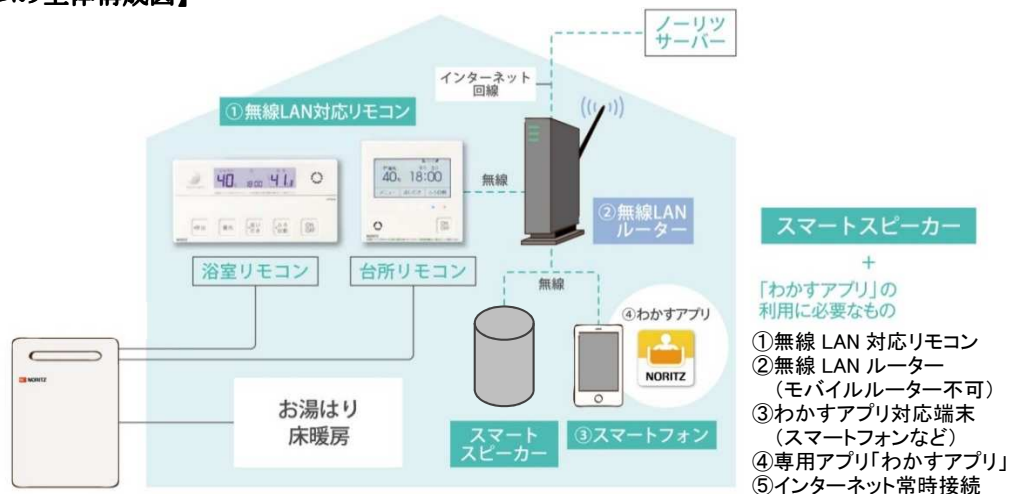 全体構成図】
ノーリツ
サーバー
インターネット
回線
①無線LAN対応リモコン
40
18:00
41
ON
OFF
NORITZ
40
18:00
ON
OFF
NORITZ
無線
②無線LAN
ルーター
浴室リモコン
台所リモコン
無線
④わかすアプリ
NORITZ
NORITZ
お湯はり
床暖房
スマート
スピーカー
③スマートフォン
スマートスピーカー
+
「わかすアプリ」の
利用に必要なもの
①無線 LAN 対応リモコン
②無線 LAN ルーター
(モバイルルーター不可)
③わかすアプリ対応端末
(スマートフォンなど)
④専用アプリ「わかすアプリ」
⑤インターネット常時接続